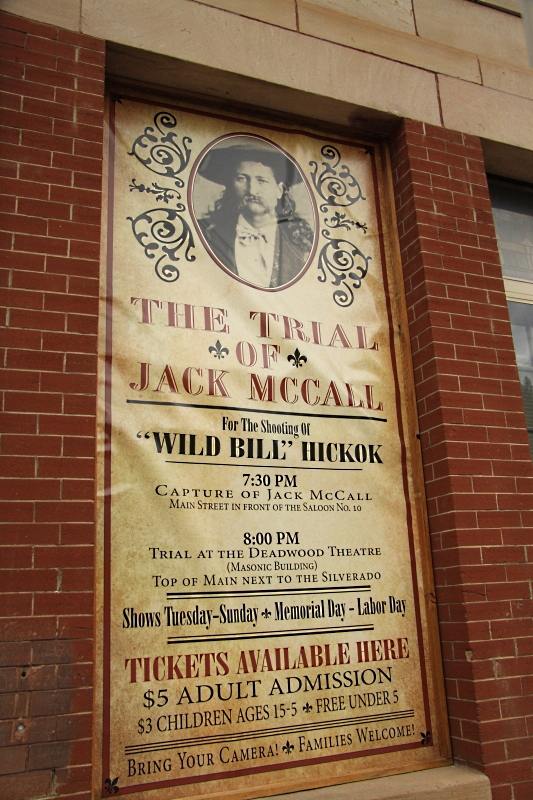 THE TRIAL
OF
JACK MCCALL
For The Shooting Of
"WILD BILL" HICKOK
7:30 PM
CAPTURE OF JACK MCCALL
MAIN STREET IN FRONT OF THE SALOON NO. 10
8:00 PM
TRIAL AT THE DEADWOOD THEATRE
(MASONIC BUILDING)
TOP OF MAIN NEXT TO THE SILVERADO
Shows Tuesday-Sunday Memorial Day - Labor Day
TICKETS AVAILABLE HERE
$5 ADULT ADMISSION
$3 CHILDREN AGES 15-5 FREE UNDER 5
BRING YOUR CAMERA! FAMILIES WELCOME!